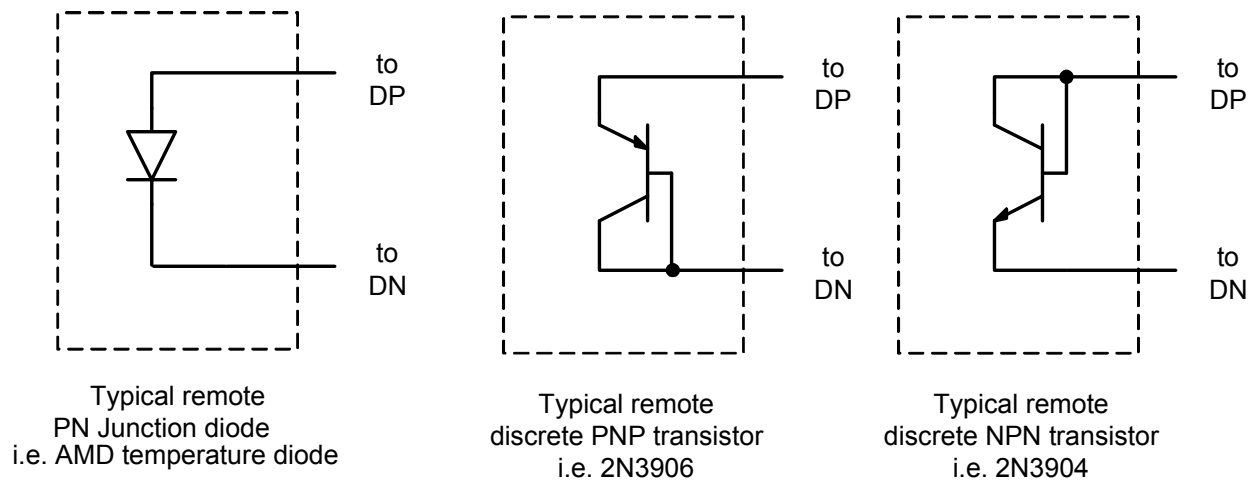 to
DP
to
DN
Typical remote
PN Junction diode
i.e. AMD temperature diode
to
DP
to
DN
Typical remote
discrete PNP transistor
i.e. 2N3906
to
DP
to
DN
Typical remote
discrete NPN transistor
i.e. 2N3904